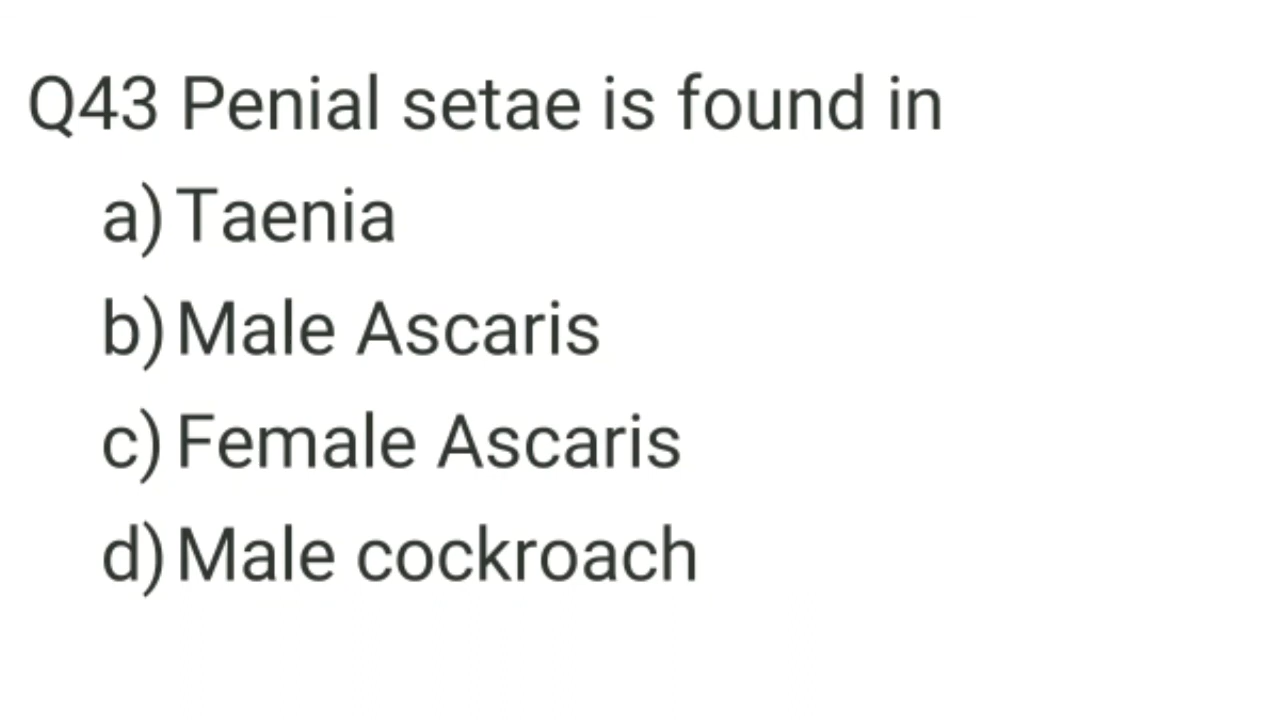 Q43 Penial setae is found in
a) Taenia
b) Male Ascaris
c) Female Ascaris
d) Male cockroach